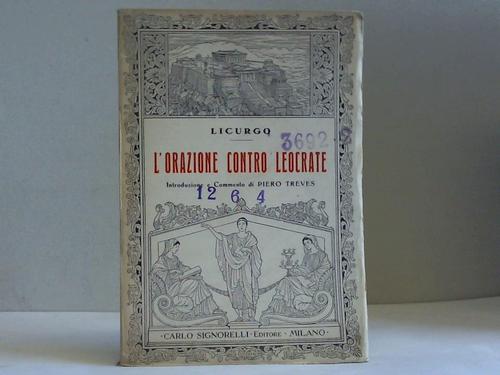 LICURGO
3692
L'ORAZIONE CONTRO LEOCRATE
Introduzione e Commento di PIERO TREVES
12 6 4
·CARLO SIGNORELLI-EDITORE-MILANO·